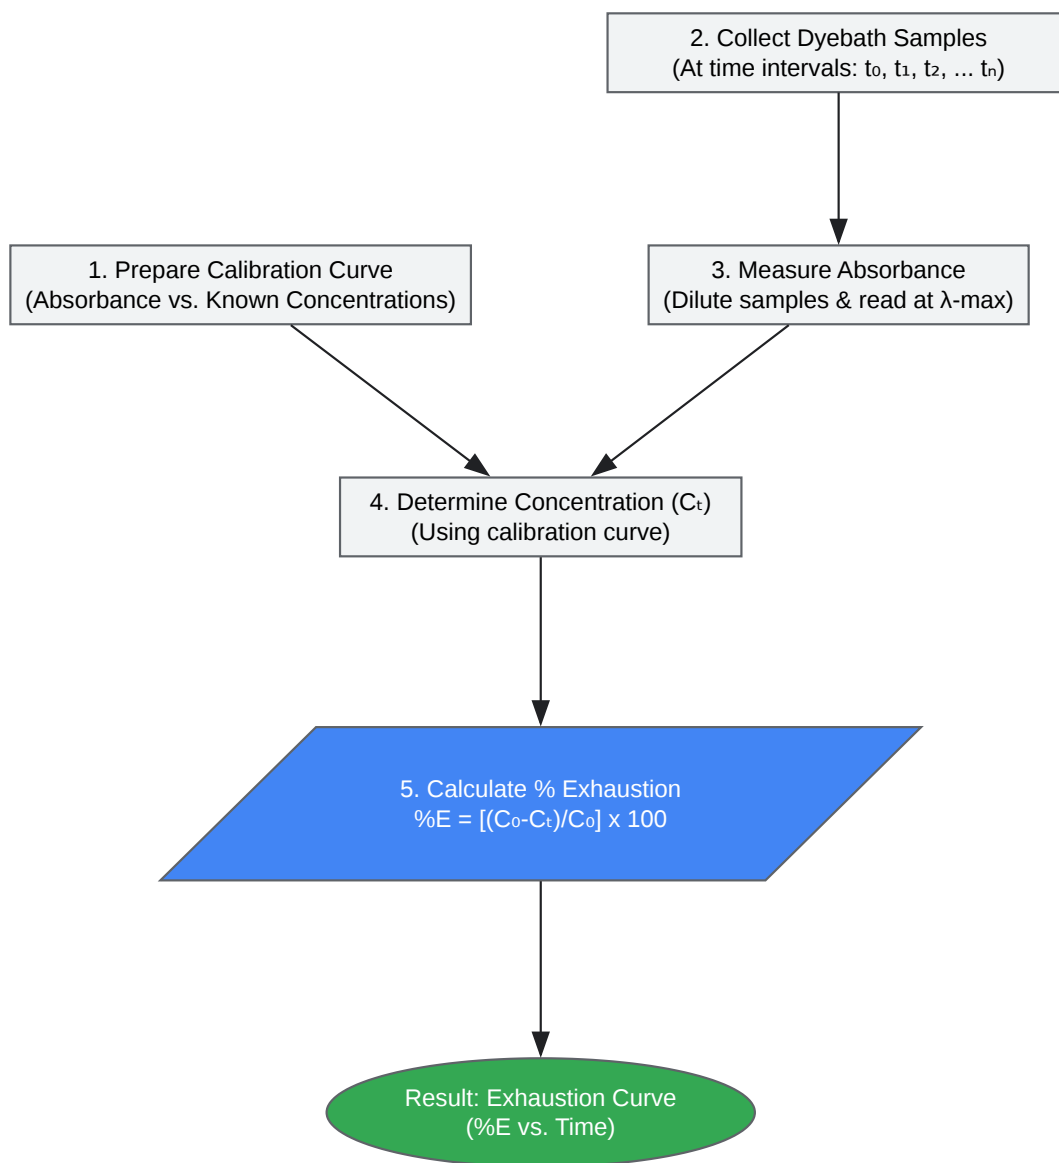 2. Collect Dyebath Samples
(At time intervals: t₀, t₁, t₂, ... tₙ)
1. Prepare Calibration Curve
(Absorbance vs. Known Concentrations)
3. Measure Absorbance
(Dilute samples & read at λ-max)
4. Determine Concentration (Cₜ)
(Using calibration curve)
5. Calculate % Exhaustion
%E = [(C₀-Cₜ)/C₀] x 100
Result: Exhaustion Curve
(%E vs. Time)